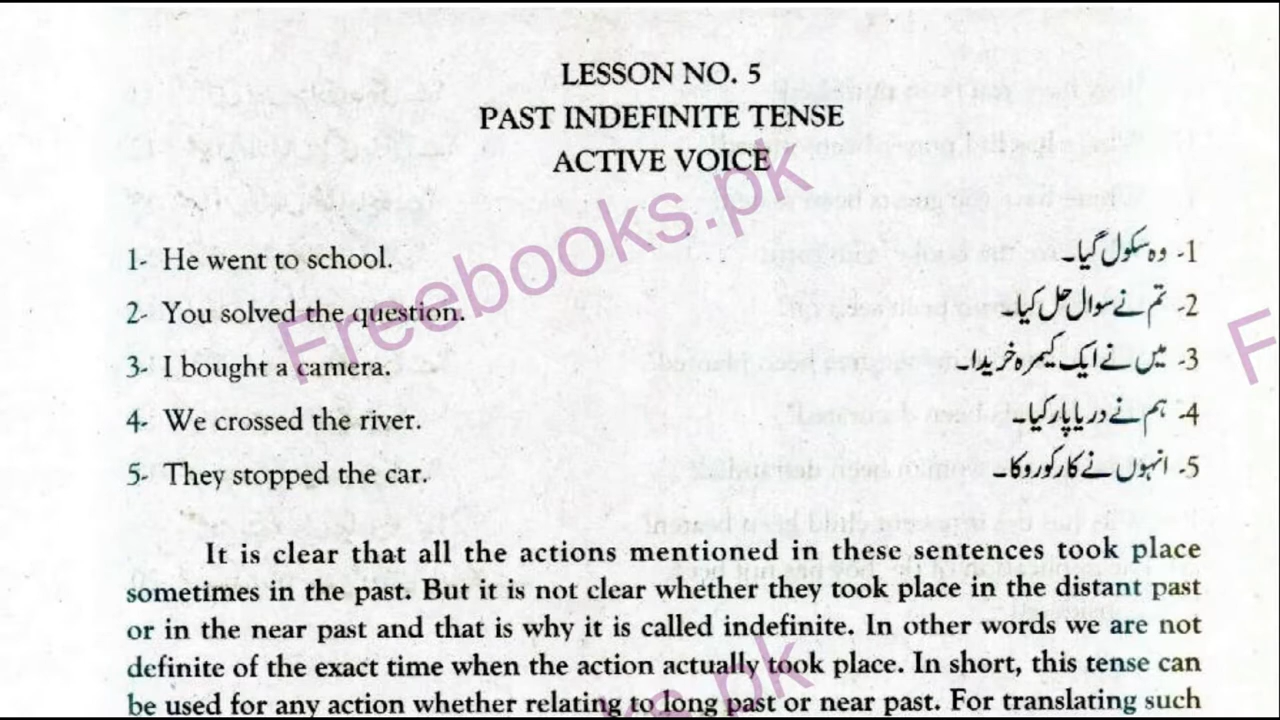 LESSON NO. 5
PAST INDEFINITE TENSE
ACTIVE VOICE
1- He went to school. 1- وہ سکول گیا۔
2- You solved the question. 2- تم نے سوال حل کیا۔
3- I bought a camera. 3- میں نے ایک کیمرہ خریدا۔
4- We crossed the river. 4- ہم نے دریا پار کیا۔
5- They stopped the car. 5- انہوں نے کار کو روکا۔
It is clear that all the actions mentioned in these sentences took place
sometimes in the past. But it is not clear whether they took place in the distant past
or in the near past and that is why it is called indefinite. In other words we are not
definite of the exact time when the action actually took place. In short, this tense can
be used for any action whether relating to long past or near past. For translating such
Freebooks.pk